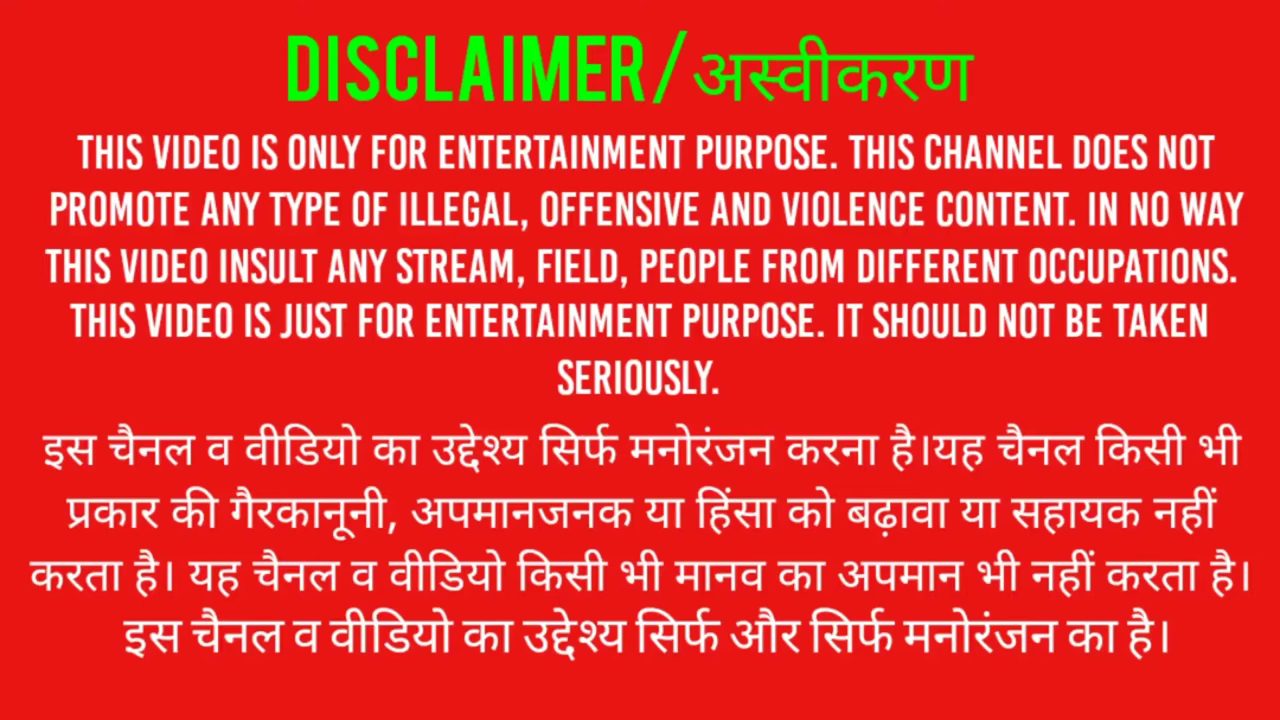 DISCLAIMER/अस्वीकरण
THIS VIDEO IS ONLY FOR ENTERTAINMENT PURPOSE. THIS CHANNEL DOES NOT
PROMOTE ANY TYPE OF ILLEGAL, OFFENSIVE AND VIOLENCE CONTENT. IN NO WAY
THIS VIDEO INSULT ANY STREAM, FIELD, PEOPLE FROM DIFFERENT OCCUPATIONS.
THIS VIDEO IS JUST FOR ENTERTAINMENT PURPOSE. IT SHOULD NOT BE TAKEN
SERIOUSLY.
इस चैनल व वीडियो का उद्देश्य सिर्फ मनोरंजन करना है।यह चैनल किसी भी
प्रकार की गैरकानूनी, अपमानजनक या हिंसा को बढ़ावा या सहायक नहीं
करता है। यह चैनल व वीडियो किसी भी मानव का अपमान भी नहीं करता है।
इस चैनल व वीडियो का उद्देश्य सिर्फ और सिर्फ मनोरंजन का है।